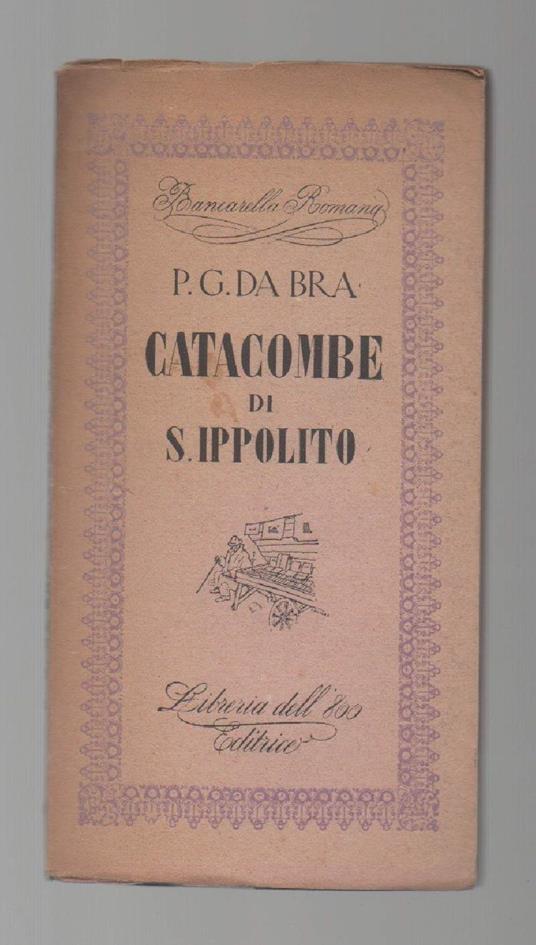 Bancarella Romana
P. G. DA BRA
CATACOMBE
DI
S. IPPOLITO
Libreria dell' 800
Editrice